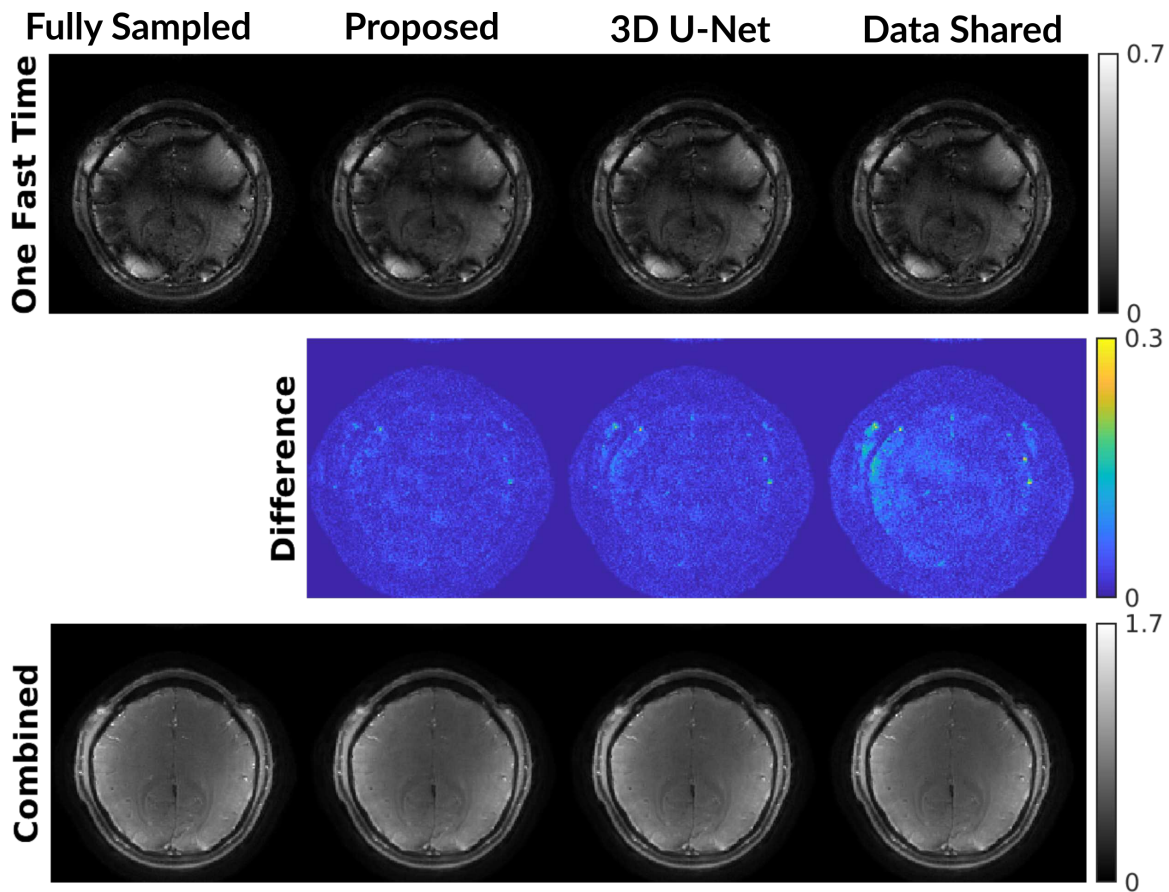 Fully Sampled Proposed 3D U-Net Data Shared
One Fast Time
0.7
0
Difference
0.3
0
Combined
1.7
0